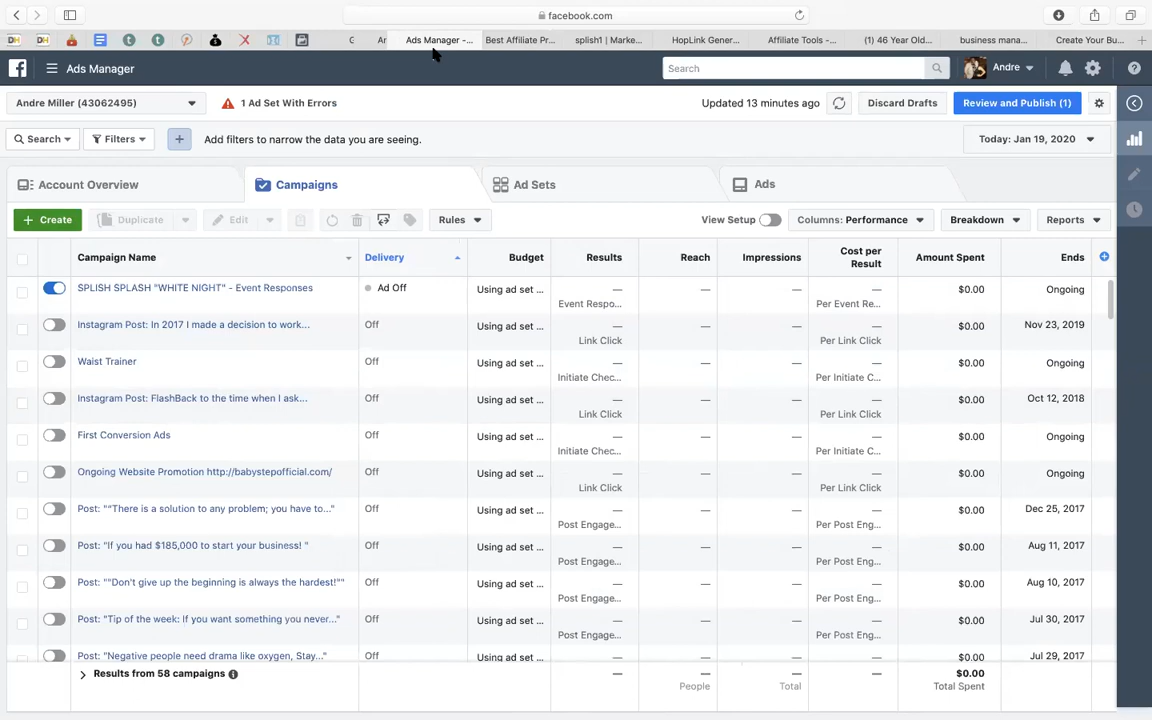 facebook.com
DH
DH
Ar
Ads Manager -...
Best Affiliate Pr...
splish1 | Marke...
HopLink Gener...
Affiliate Tools -...
(1) 46 Year Old...
business mana...
Create Your Bu...
Ads Manager
Search
Andre
Andre Miller (43062495)
1 Ad Set With Errors
Updated 13 minutes ago
Discard Drafts
Review and Publish (1)
Search
Filters
Add filters to narrow the data you are seeing.
Today: Jan 19, 2020
Account Overview
Campaigns
Ad Sets
Ads
+ Create
Duplicate
Edit
Rules
View Setup
Columns: Performance
Breakdown
Reports
Campaign Name
Delivery
Budget
Results
Reach
Impressions
Cost per
Result
Amount Spent
Ends
SPLISH SPLASH "WHITE NIGHT" - Event Responses
Ad Off
Using ad set ...
—
—
—
—
$0.00
Ongoing
Event Respo...
Per Event Re...
Instagram Post: In 2017 I made a decision to work...
Off
Using ad set ...
—
—
—
—
$0.00
Nov 23, 2019
Link Click
Per Link Click
Waist Trainer
Off
Using ad set ...
—
—
—
—
$0.00
Ongoing
Initiate Chec...
Per Initiate C...
Instagram Post: FlashBack to the time when I ask...
Off
Using ad set ...
—
—
—
—
$0.00
Oct 12, 2018
Link Click
Per Link Click
First Conversion Ads
Off
Using ad set ...
—
—
—
—
$0.00
Ongoing
Initiate Chec...
Per Initiate C...
Ongoing Website Promotion http://babystepofficial.com/
Off
Using ad set ...
—
—
—
—
$0.00
Ongoing
Link Click
Per Link Click
Post: ""There is a solution to any problem; you have to..."
Off
Using ad set ...
—
—
—
—
$0.00
Dec 25, 2017
Post Engage...
Per Post Eng...
Post: "If you had $185,000 to start your business! "
Off
Using ad set ...
—
—
—
—
$0.00
Aug 11, 2017
Post Engage...
Per Post Eng...
Post: ""Don't give up the beginning is always the hardest!""
Off
Using ad set ...
—
—
—
—
$0.00
Aug 10, 2017
Post Engage...
Per Post Eng...
Post: "Tip of the week: If you want something you never..."
Off
Using ad set ...
—
—
—
—
$0.00
Jul 30, 2017
Post Engage...
Per Post Eng...
Post: "Negative people need drama like oxygen, Stay..."
Off
Using ad set ...
—
—
—
—
$0.00
Jul 29, 2017
Results from 58 campaigns
—
—
—
—
$0.00
People
Total
Total Spent